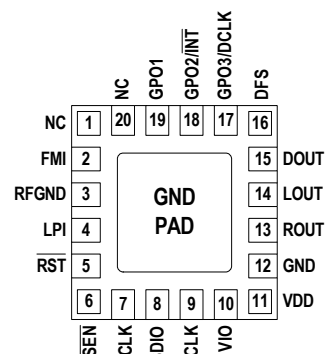 NC
GPO1
GPO2/INT
GPO3/DCLK
DFS
20
19
18
17
16
NC 1
FMI 2
RFGND 3
LPI 4
RST 5
6
GND
PAD
15 DOUT
14 LOUT
13 ROUT
12 GND
11 VDD
7
8
9
10
SEN
CLK
DIO
CLK
VIO